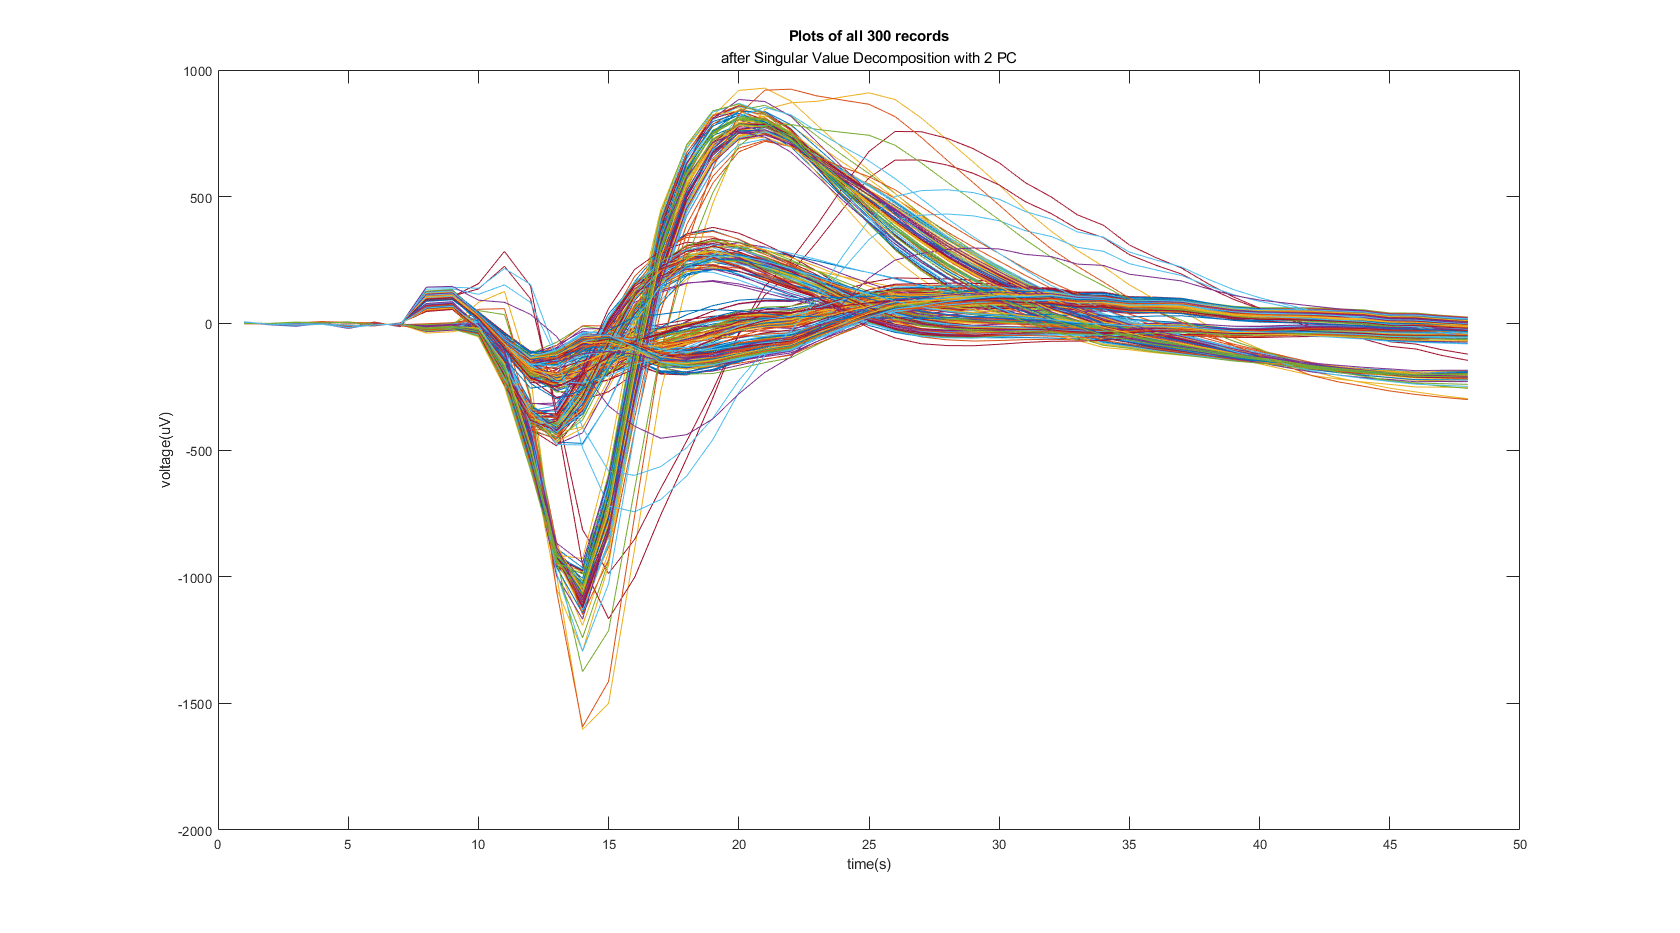 Plots of all 300 records
after Singular Value Decomposition with 2 PC
1000
500
0
-500
-1000
-1500
-2000
voltage(uV)
0 5 10 15 20 25 30 35 40 45 50
time(s)